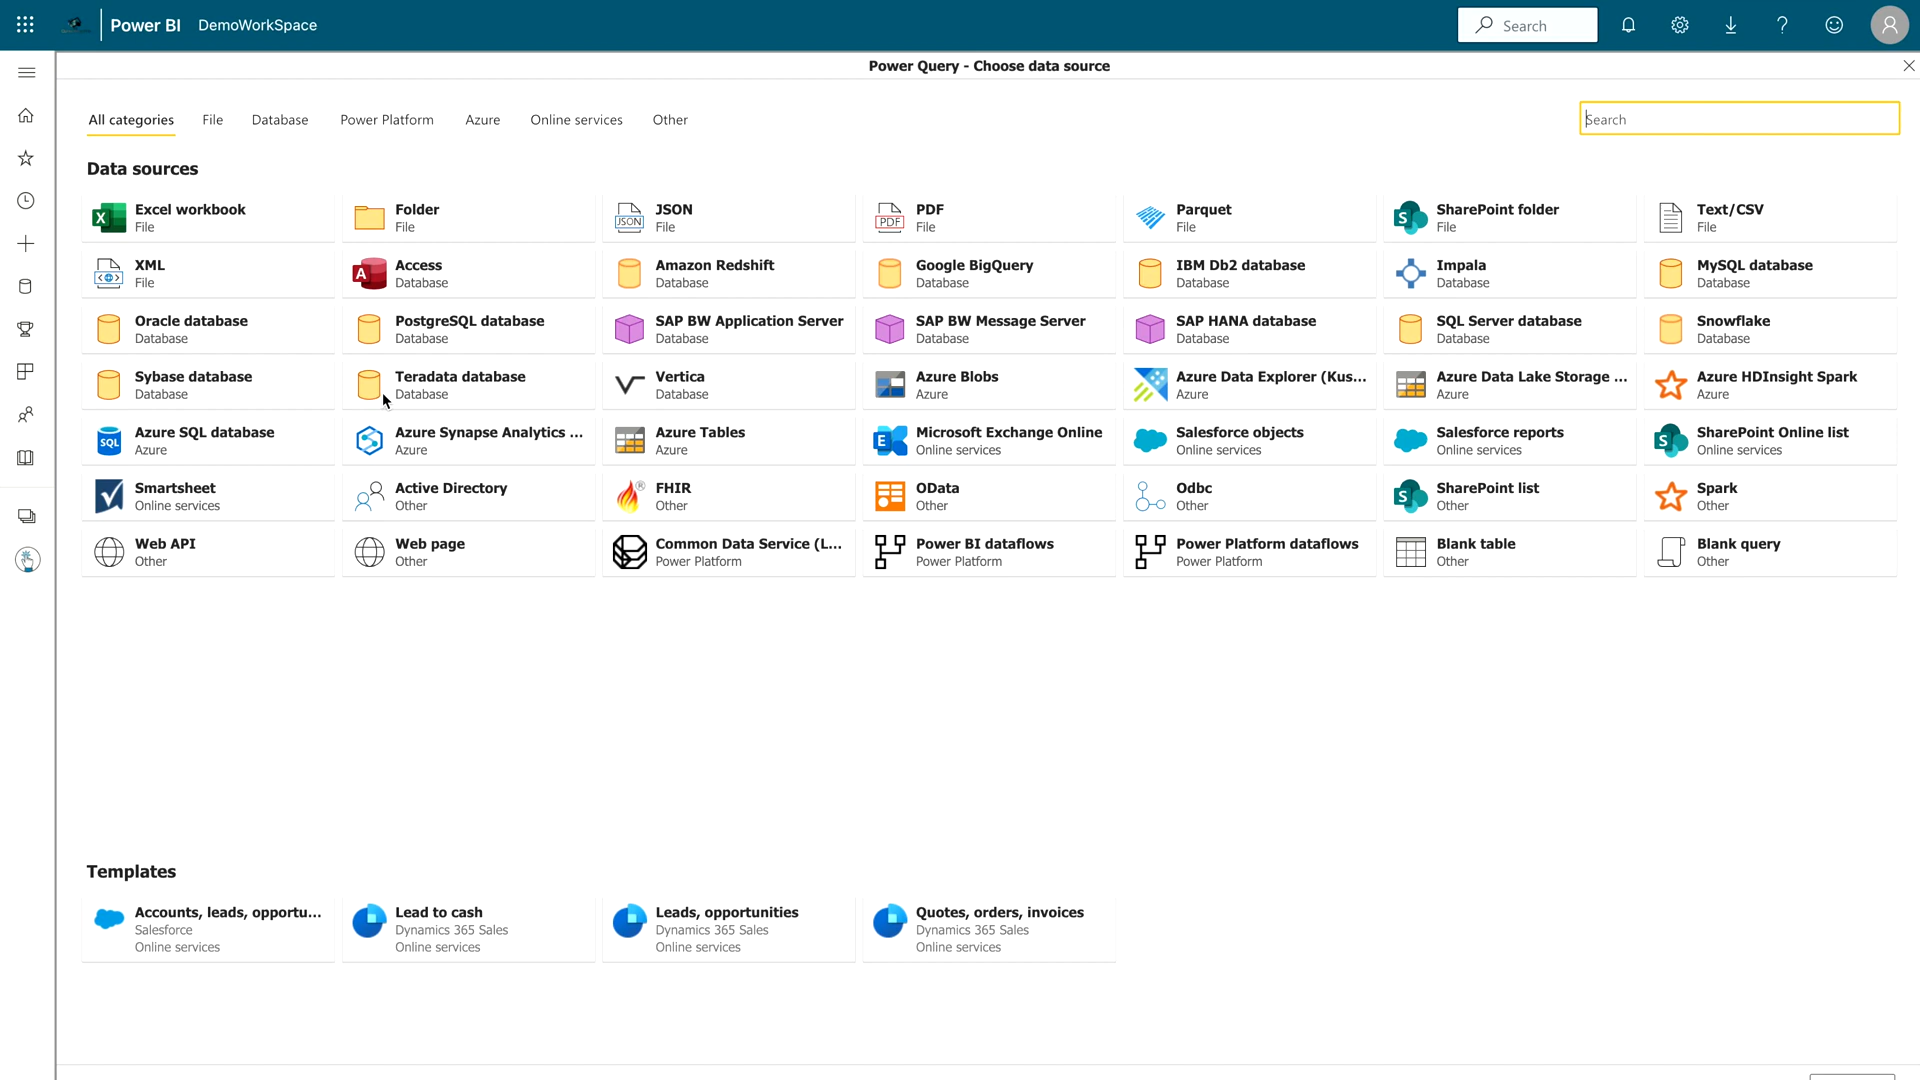 Power BI DemoWorkSpace Search
Power Query - Choose data source
All categories File Database Power Platform Azure Online services Other Search
Data sources
Excel workbook
File
Folder
File
JSON
JSON
File
PDF
PDF
File
Parquet
File
SharePoint folder
File
Text/CSV
File
XML
File
Access
Database
Amazon Redshift
Database
Google BigQuery
Database
IBM Db2 database
Database
Impala
Database
MySQL database
Database
Oracle database
Database
PostgreSQL database
Database
SAP BW Application Server
Database
SAP BW Message Server
Database
SAP HANA database
Database
SQL Server database
Database
Snowflake
Database
Sybase database
Database
Teradata database
Database
Vertica
Database
Azure Blobs
Azure
Azure Data Explorer (Kus...
Azure
Azure Data Lake Storage ...
Azure
Azure HDInsight Spark
Azure
SQL
Azure SQL database
Azure
Azure Synapse Analytics ...
Azure
Azure Tables
Azure
Microsoft Exchange Online
Online services
Salesforce objects
Online services
Salesforce reports
Online services
SharePoint Online list
Online services
Smartsheet
Online services
Active Directory
Other
FHIR
Other
OData
Other
Odbc
Other
SharePoint list
Other
Spark
Other
Web API
Other
Web page
Other
Common Data Service (L...
Power Platform
Power BI dataflows
Power Platform
Power Platform dataflows
Power Platform
Blank table
Other
Blank query
Other
Templates
Accounts, leads, opportu...
Salesforce
Online services
Lead to cash
Dynamics 365 Sales
Online services
Leads, opportunities
Dynamics 365 Sales
Online services
Quotes, orders, invoices
Dynamics 365 Sales
Online services